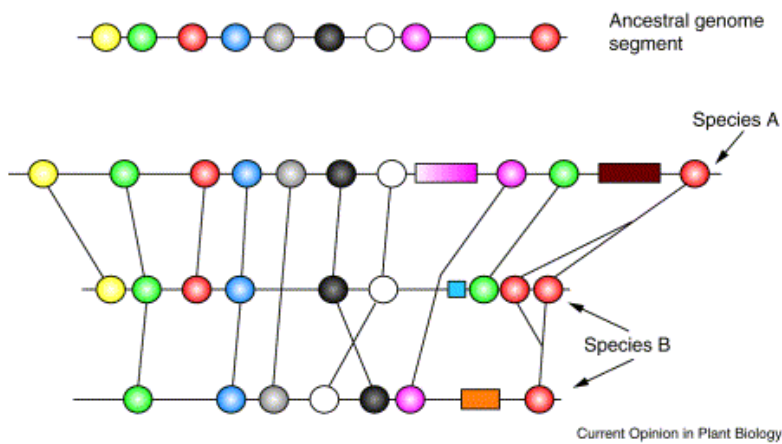 Ancestral genome
segment
Species A
Species B
Current Opinion in Plant Biology